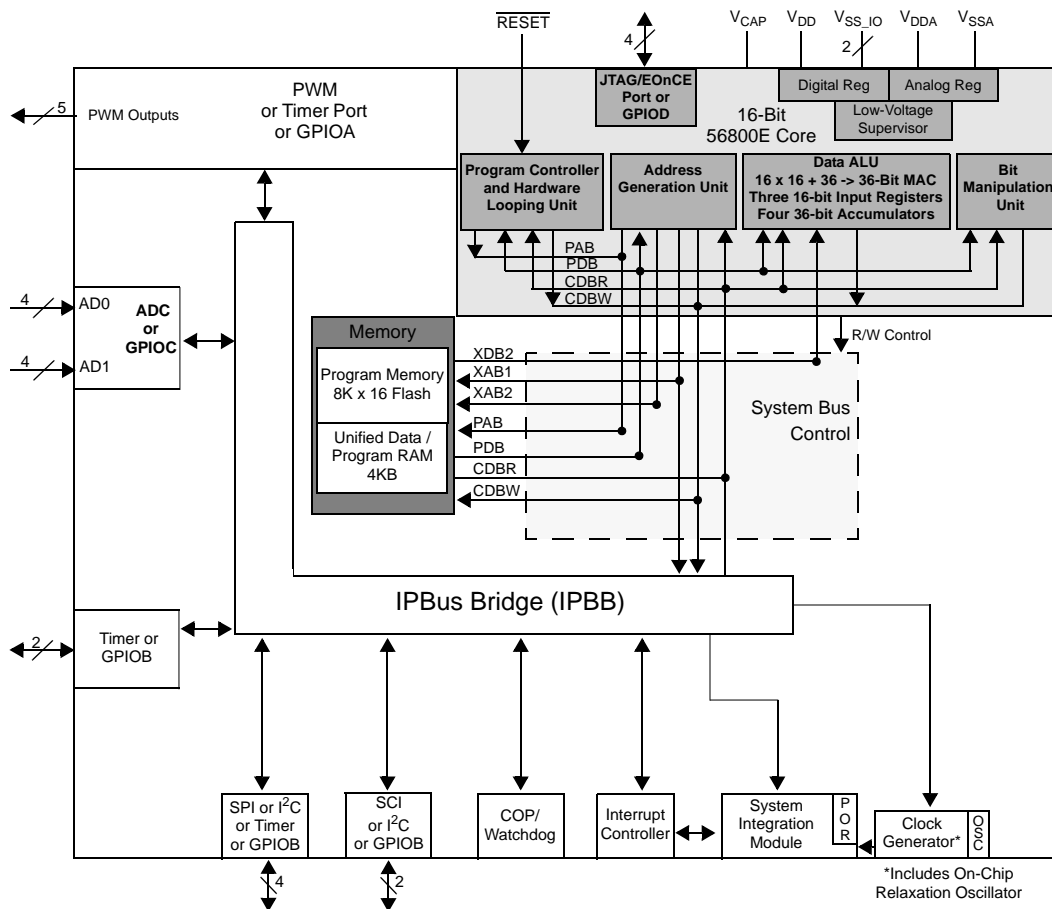 RESET
4
V_CAP
V_DD
V_SS_IO
V_DDA
V_SSA
2
5
PWM Outputs
PWM
or Timer Port
or GPIOA
JTAG/EOnCE
Port or
GPIOD
Digital Reg
Analog Reg
Low-Voltage
Supervisor
16-Bit
56800E Core
Program Controller
and Hardware
Looping Unit
Address
Generation Unit
Data ALU
16 x 16 + 36 -> 36-Bit MAC
Three 16-bit Input Registers
Four 36-bit Accumulators
Bit
Manipulation
Unit
PAB
PDB
CDBR
CDBW
4
AD0
4
AD1
ADC
or
GPIOC
Memory
Program Memory
8K x 16 Flash
Unified Data /
Program RAM
4KB
R/W Control
XDB2
XAB1
XAB2
PAB
PDB
CDBR
CDBW
System Bus
Control
IPBus Bridge (IPBB)
2
Timer or
GPIOB
SPI or I²C
or Timer
or GPIOB
4
SCI
or I²C
or GPIOB
2
COP/
Watchdog
Interrupt
Controller
System
Integration
Module
POR
Clock
Generator*
OSC
*Includes On-Chip
Relaxation Oscillator